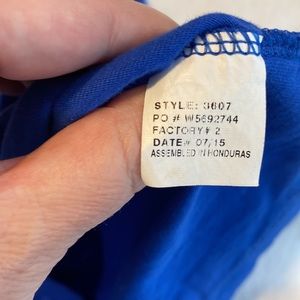 STYLE: 3607
PO # W5692744
FACTORY# 2
DATE# 07/15
ASSEMBLED IN HONDURAS